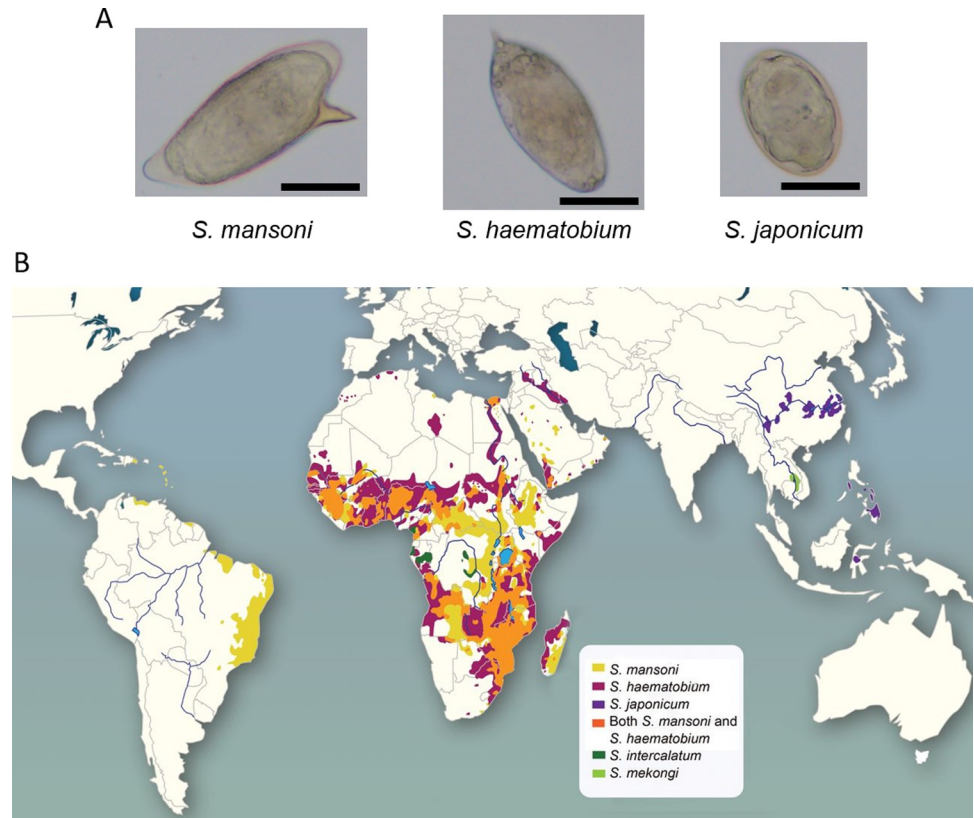 A
S. mansoni
S. haematobium
S. japonicum
B
S. mansoni
S. haematobium
S. japonicum
Both S. mansoni and
S. haematobium
S. intercalatum
S. mekongi